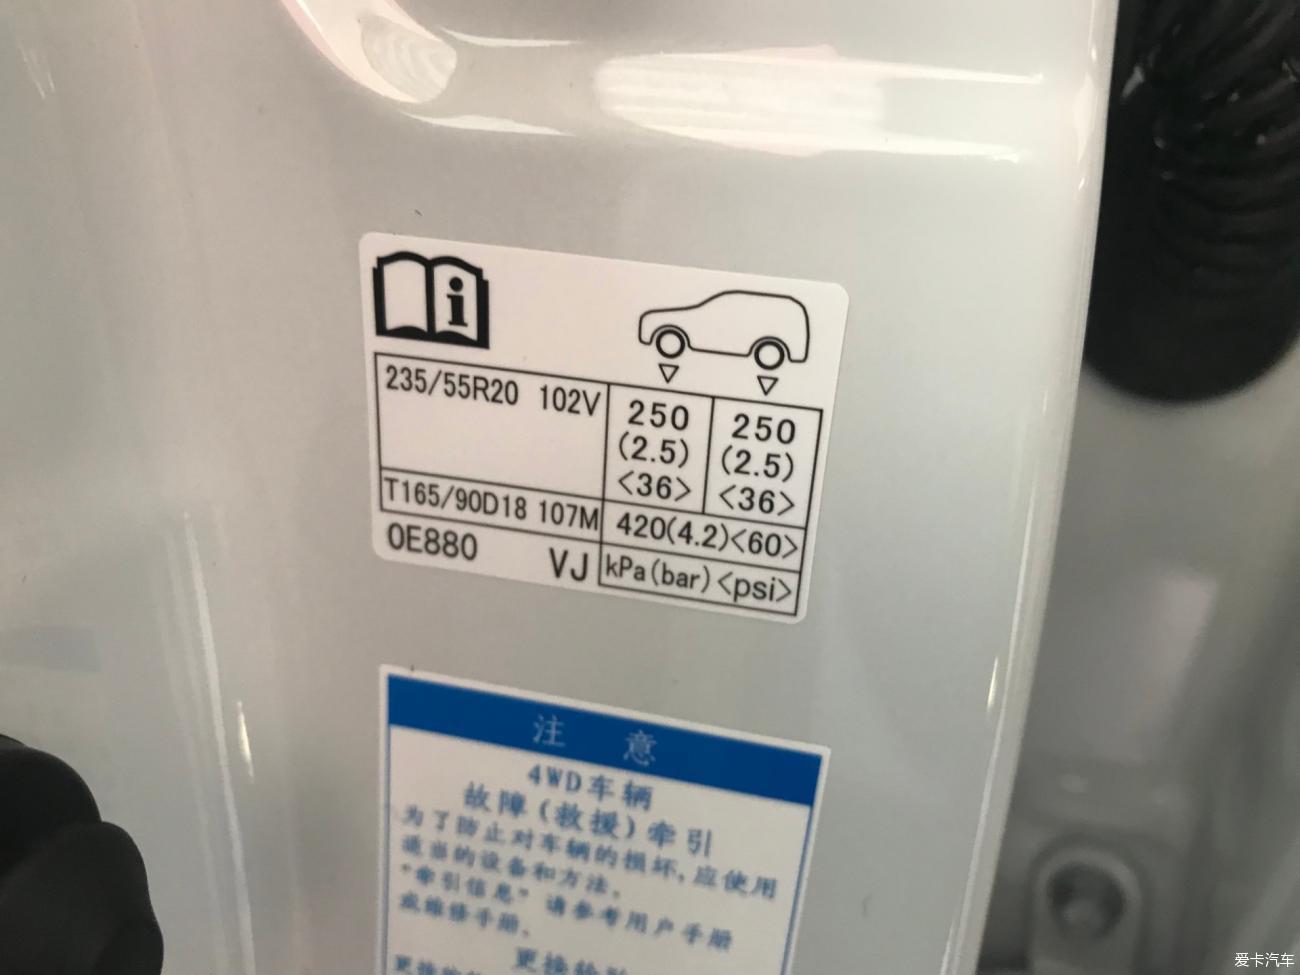 i
235/55R20 102V
250 250
(2.5) (2.5)
<36> <36>
T165/90D18 107M 420(4.2)<60>
0E880 VJ kPa(bar)<psi>
注 意
4WD车辆
故障(救援)牵引
为了防止对车辆的损坏,应使用
适当的设备和方法。
"牵引信息"请参考用户手册
或维修手册。
更换
爱卡汽车